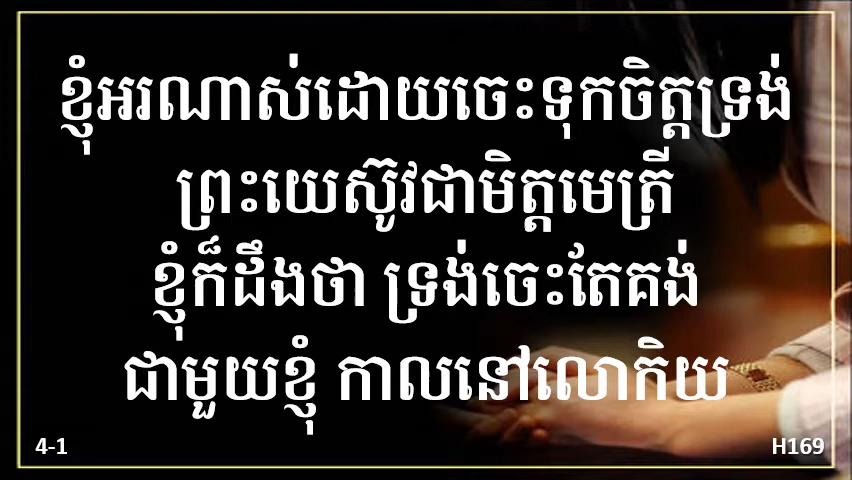 ខ្ញុំអរណាស់ដោយចេះទុកចិត្តទ្រង់
ព្រះយេស៊ូវជាមិត្តមេត្រី
ខ្ញុំក៏ដឹងថា ទ្រង់ចេះតែគង់
ជាមួយខ្ញុំ កាលនៅលោកិយ
4-1 H169